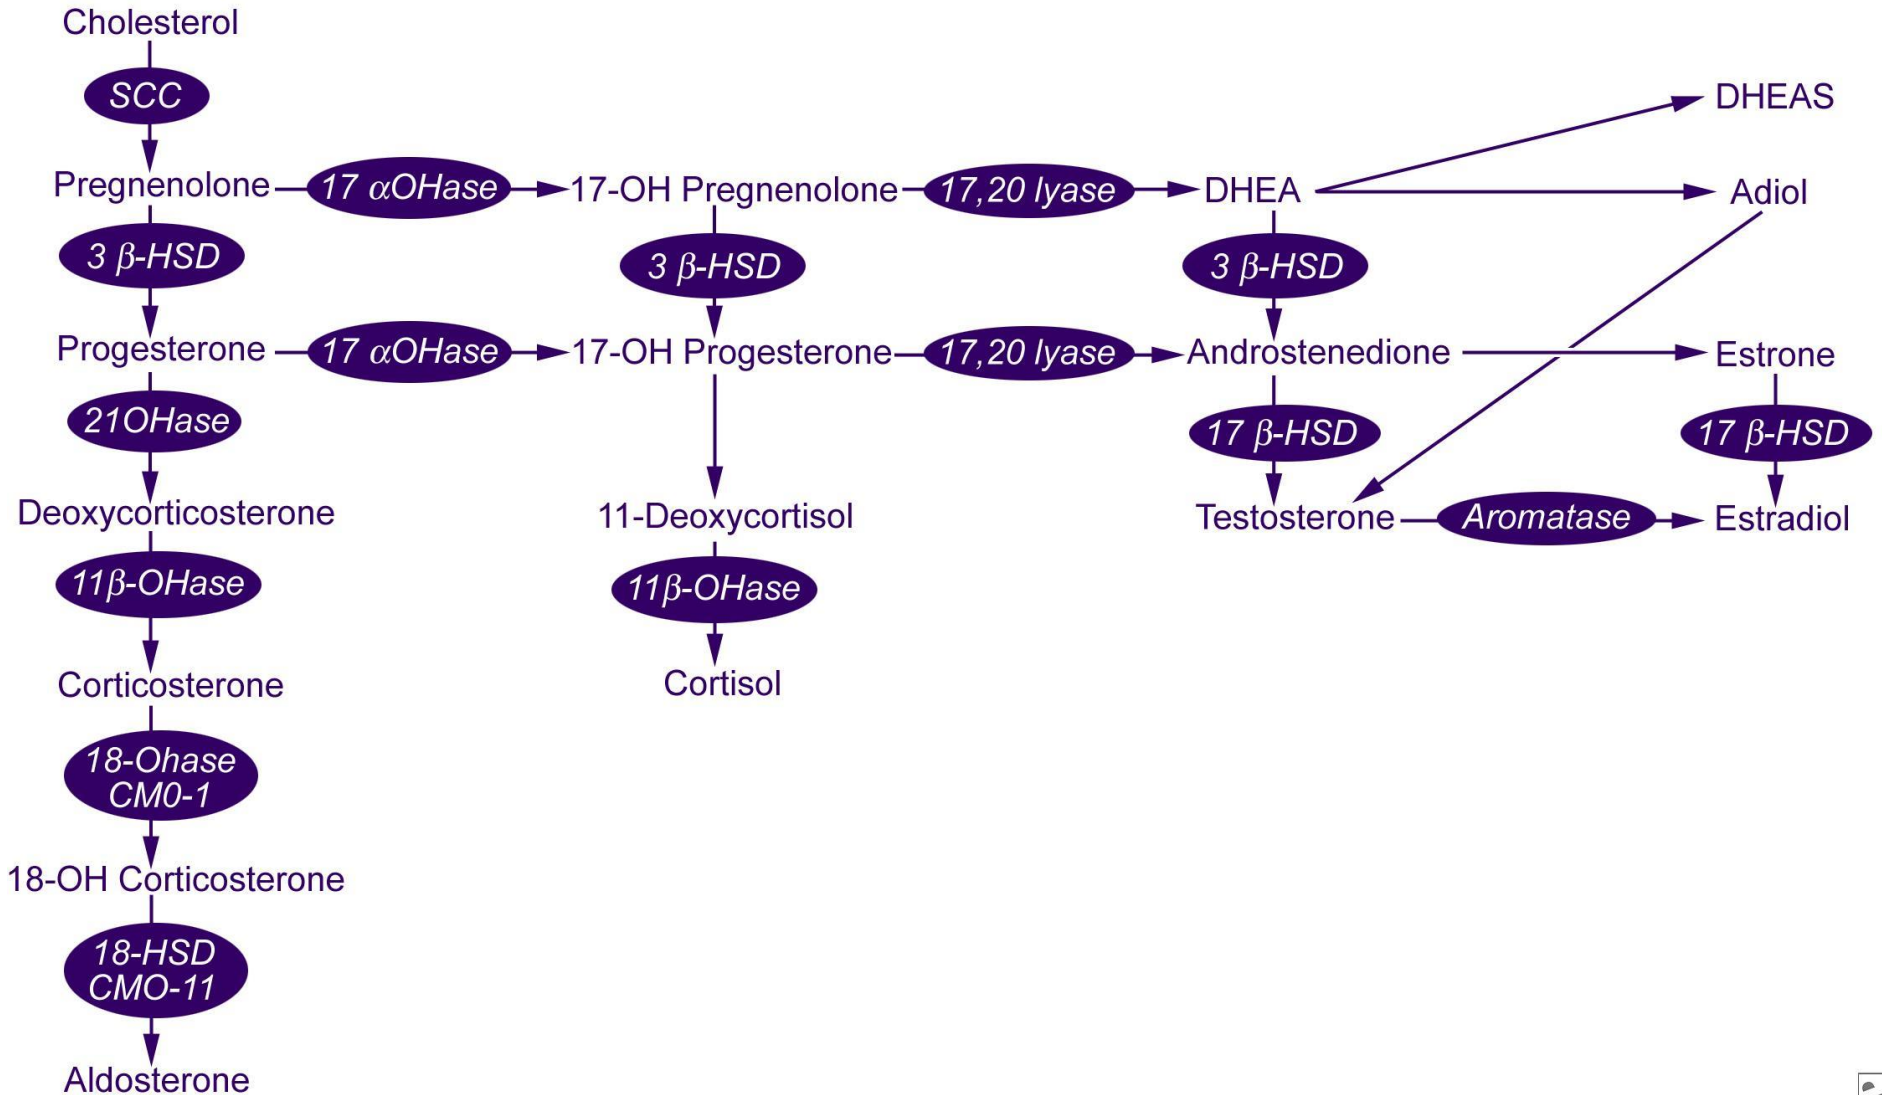 Cholesterol
SCC
DHEAS
Pregnenolone
17 αOHase
17-OH Pregnenolone
17,20 lyase
DHEA
Adiol
3 β-HSD
3 β-HSD
3 β-HSD
Progesterone
17 αOHase
17-OH Progesterone
17,20 lyase
Androstenedione
Estrone
21OHase
17 β-HSD
17 β-HSD
Deoxycorticosterone
11-Deoxycortisol
Testosterone
Aromatase
Estradiol
11β-OHase
11β-OHase
Corticosterone
Cortisol
18-Ohase
CM0-1
18-OH Corticosterone
18-HSD
CMO-11
Aldosterone